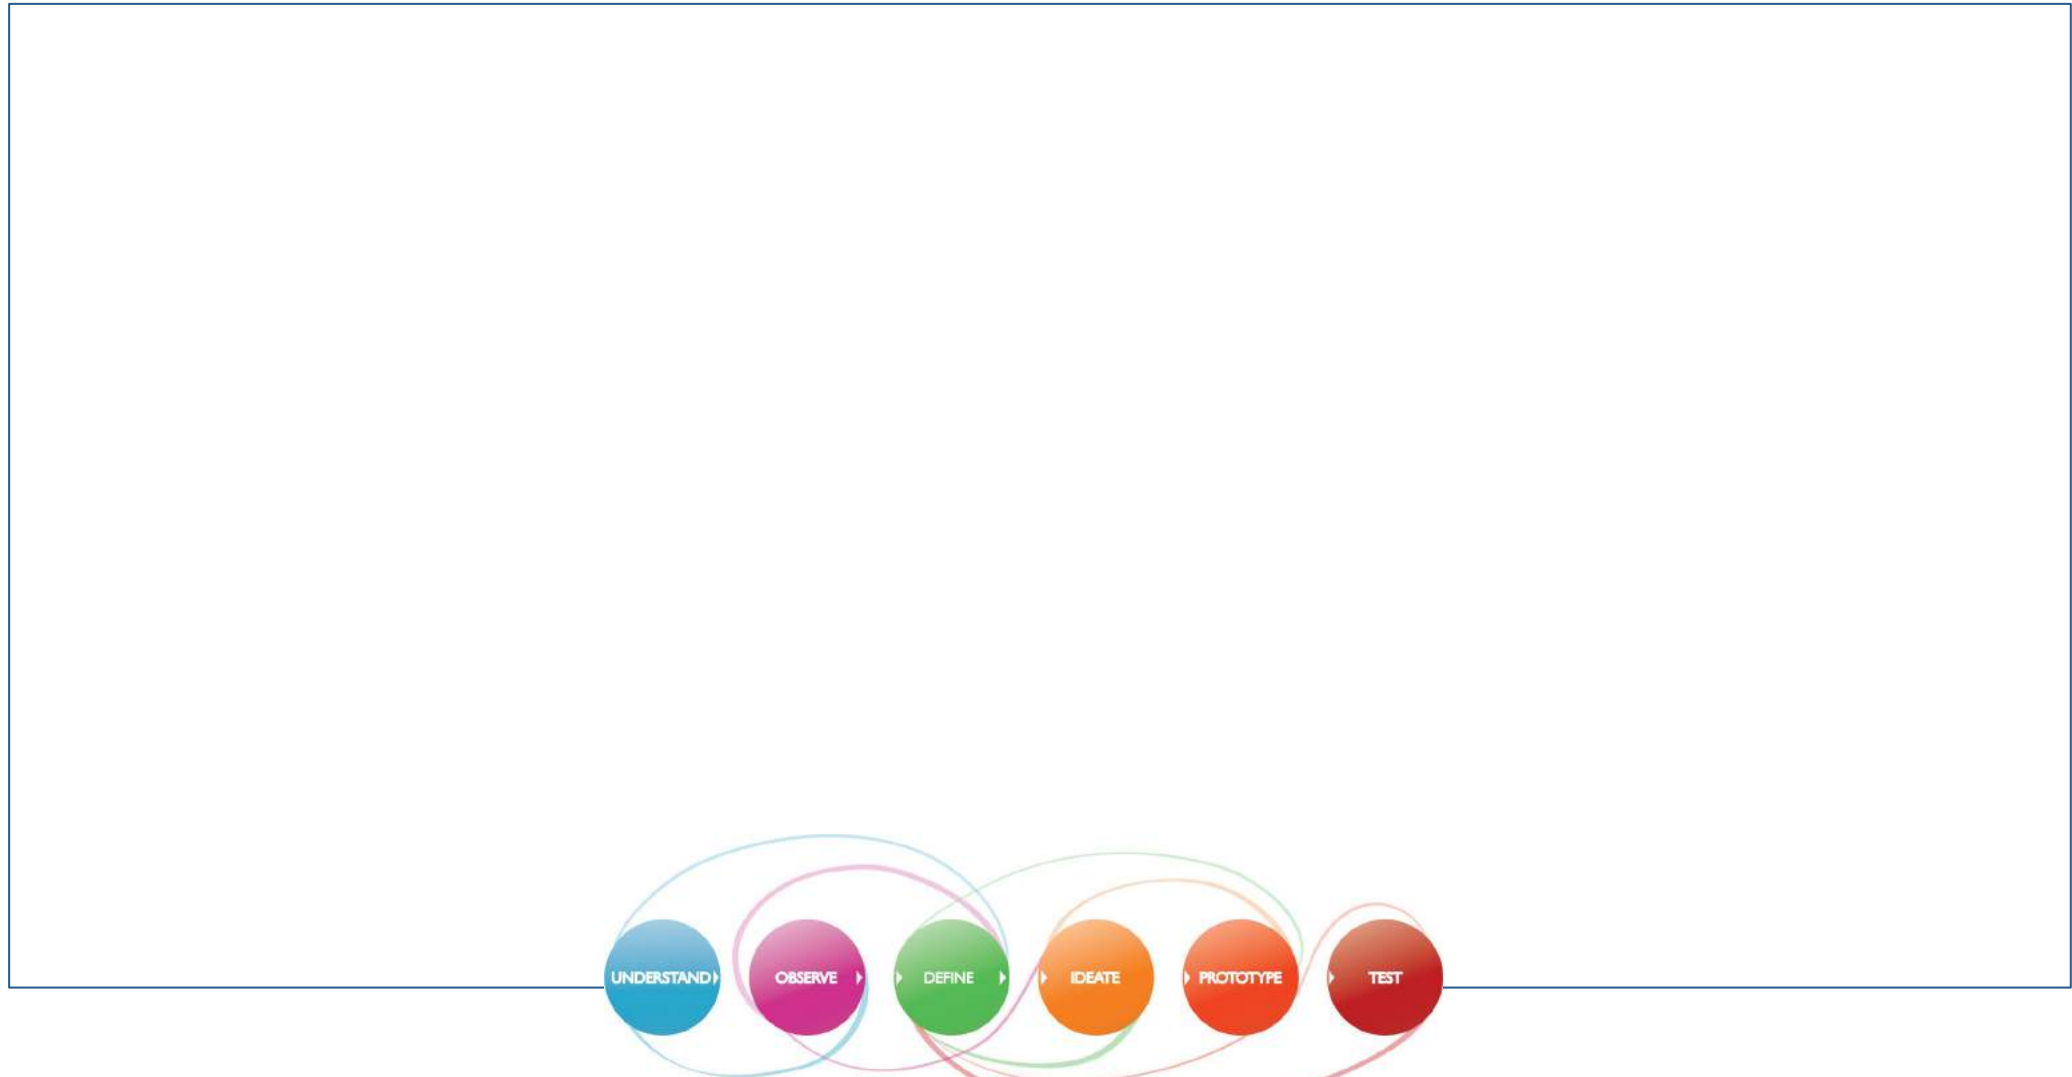 UNDERSTAND
OBSERVE
DEFINE
IDEATE
PROTOTYPE
TEST